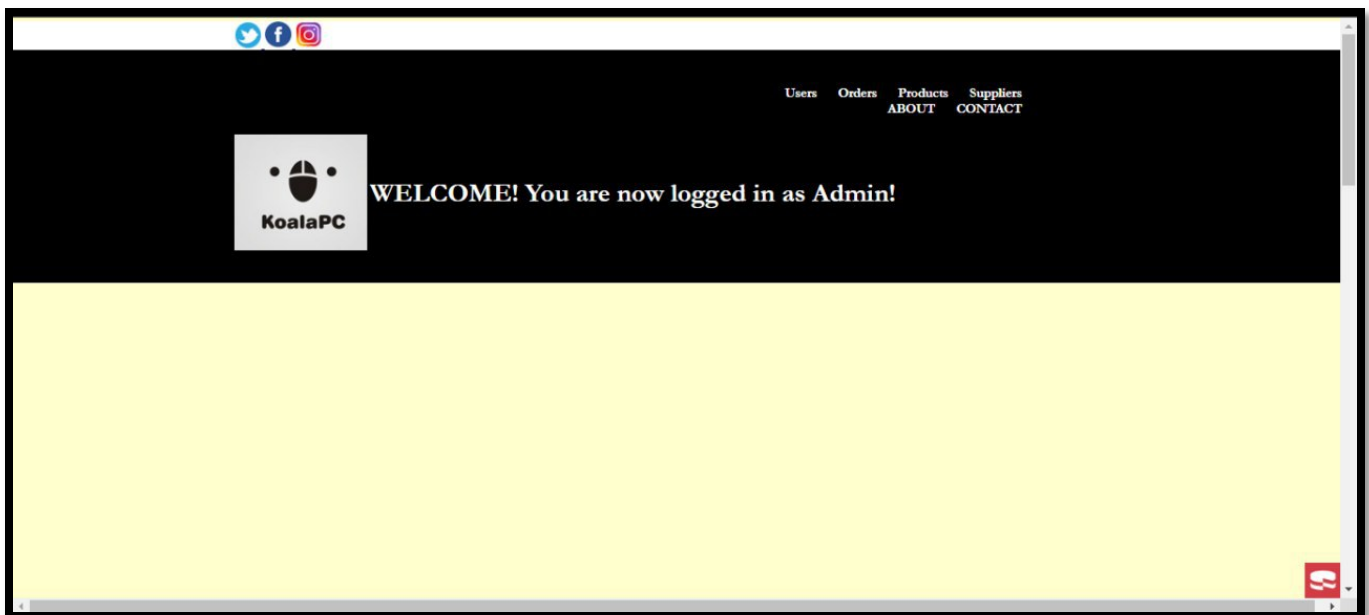 Users Orders Products Suppliers
ABOUT CONTACT
WELCOME! You are now logged in as Admin!
KoalaPC